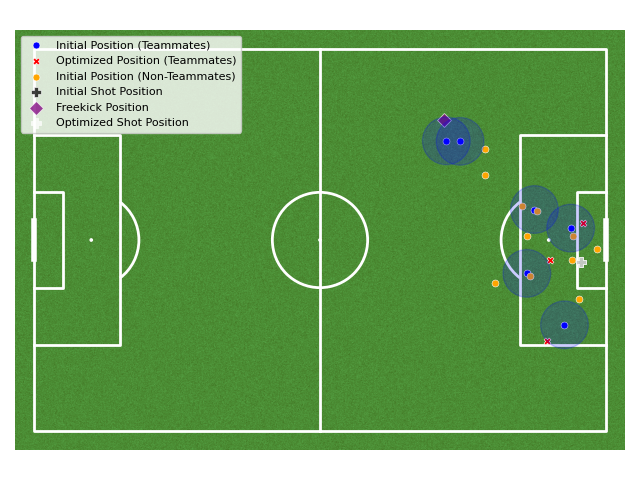 Initial Position (Teammates)
Optimized Position (Teammates)
Initial Position (Non-Teammates)
Initial Shot Position
Freekick Position
Optimized Shot Position